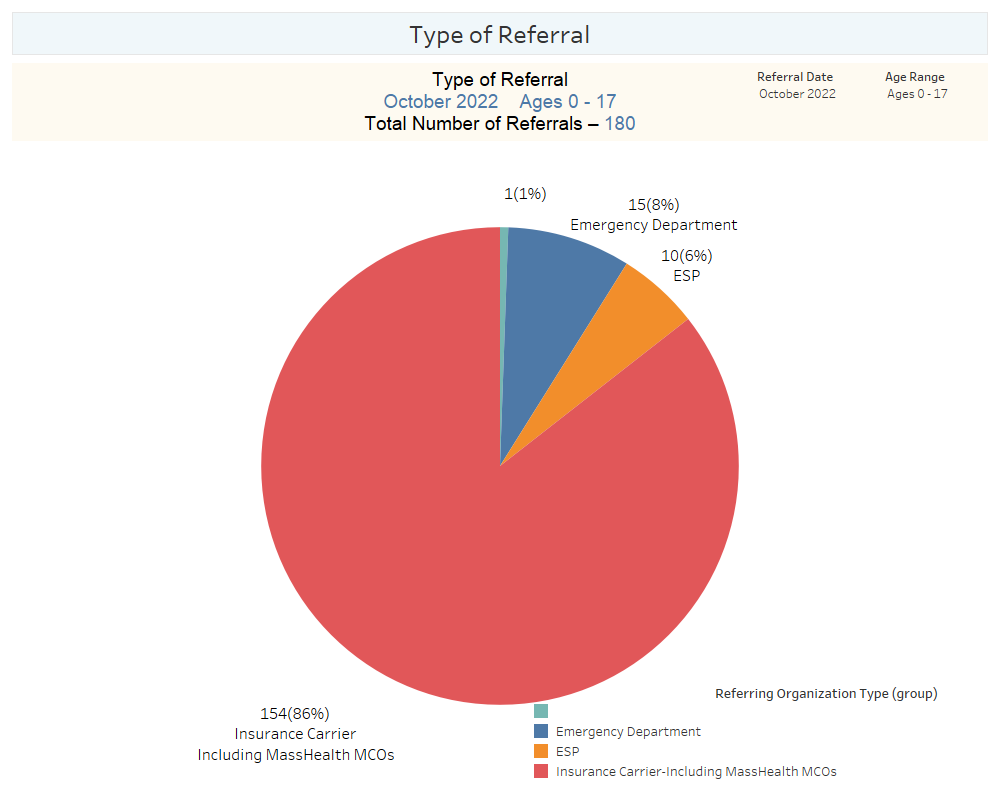 Type of Referral
Type of Referral
October 2022 Ages 0 - 17
Total Number of Referrals – 180
Referral Date
October 2022
Age Range
Ages 0 - 17
1(1%)
15(8%)
Emergency Department
10(6%)
ESP
154(86%)
Insurance Carrier
Including MassHealth MCOs
Referring Organization Type (group)
Emergency Department
ESP
Insurance Carrier-Including MassHealth MCOs